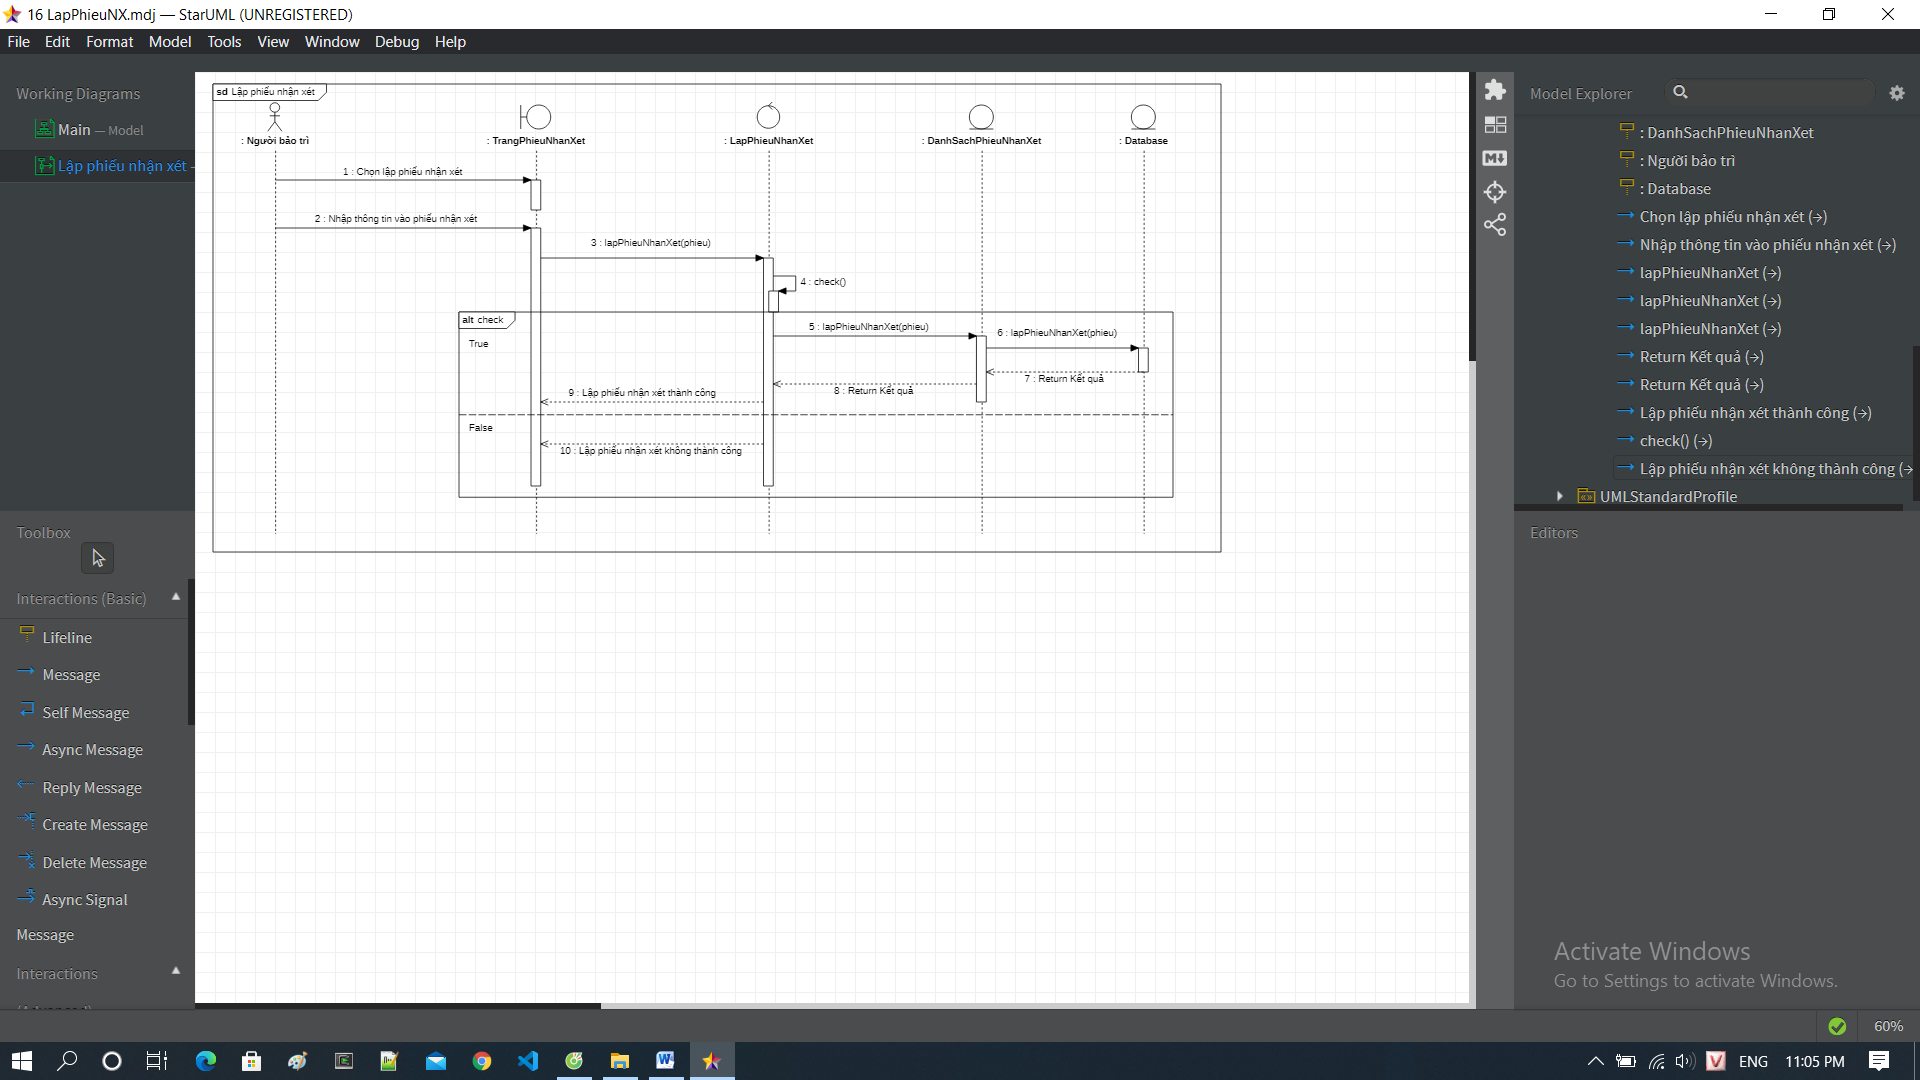 16 LapPhieuNX.mdj — StarUML (UNREGISTERED)
File Edit Format Model Tools View Window Debug Help
Working Diagrams
Main — Model
Lập phiếu nhận xét -
Toolbox
Interactions (Basic)
Lifeline
Message
Self Message
Async Message
Reply Message
Create Message
Delete Message
Async Signal
Message
Interactions
sd Lập phiếu nhận xét
: Người bảo trì
: TrangPhieuNhanXet
: LapPhieuNhanXet
: DanhSachPhieuNhanXet
: Database
1 : Chọn lập phiếu nhận xét
2 : Nhập thông tin vào phiếu nhận xét
3 : lapPhieuNhanXet(phieu)
4 : check()
alt check
True
5 : lapPhieuNhanXet(phieu)
6 : lapPhieuNhanXet(phieu)
7 : Return Kết quả
8 : Return Kết quả
9 : Lập phiếu nhận xét thành công
False
10 : Lập phiếu nhận xét không thành công
Model Explorer
: DanhSachPhieuNhanXet
: Người bảo trì
: Database
Chọn lập phiếu nhận xét (→)
Nhập thông tin vào phiếu nhận xét (→)
lapPhieuNhanXet (→)
lapPhieuNhanXet (→)
lapPhieuNhanXet (→)
Return Kết quả (→)
Return Kết quả (→)
Lập phiếu nhận xét thành công (→)
check() (→)
Lập phiếu nhận xét không thành công (→
UMLStandardProfile
Editors
Activate Windows
Go to Settings to activate Windows.
60%
ENG 11:05 PM